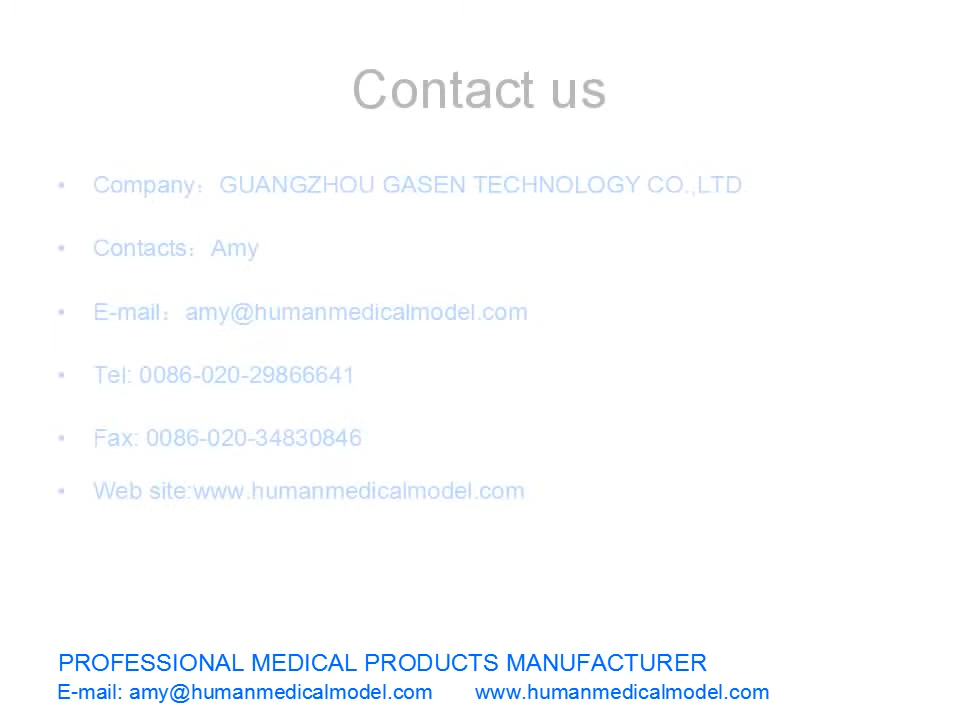 Contact us
• Company：GUANGZHOU GASEN TECHNOLOGY CO.,LTD
• Contacts：Amy
• E-mail：amy@humanmedicalmodel.com
• Tel: 0086-020-29866641
• Fax: 0086-020-34830846
• Web site:www.humanmedicalmodel.com
PROFESSIONAL MEDICAL PRODUCTS MANUFACTURER
E-mail: amy@humanmedicalmodel.com www.humanmedicalmodel.com